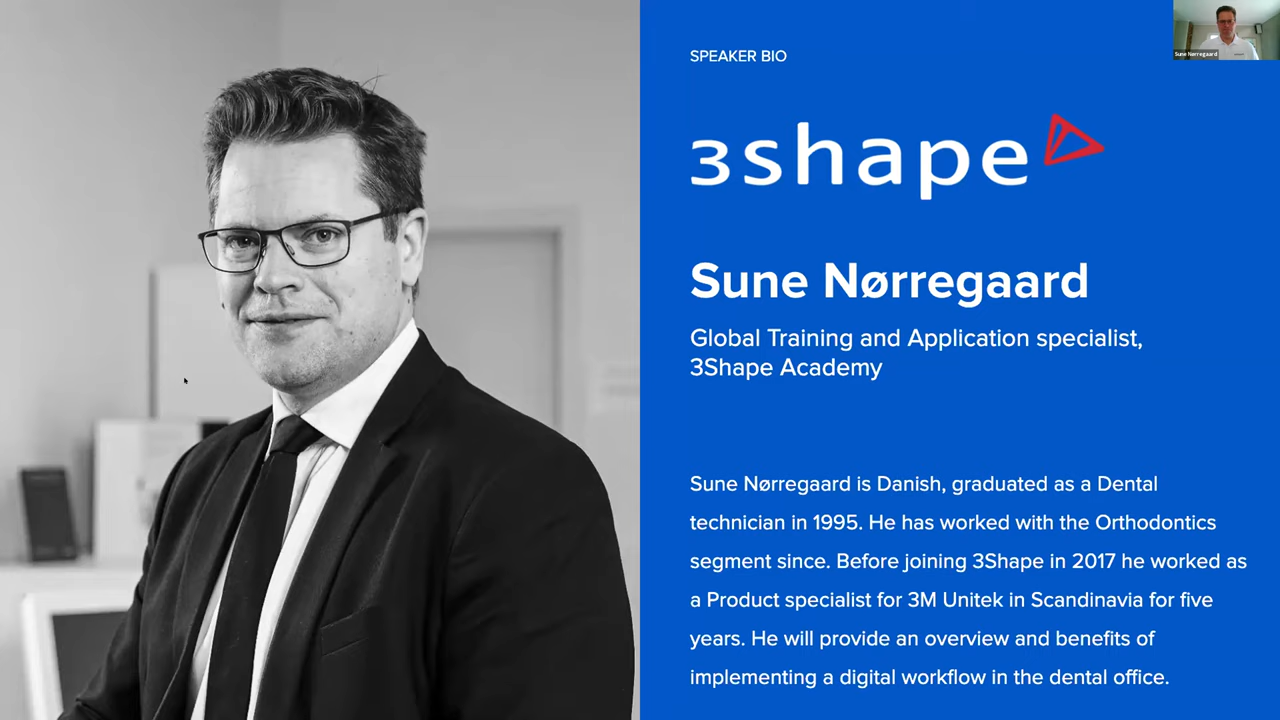 SPEAKER BIO
Sune Nørregaard
3shape
Sune Nørregaard
Global Training and Application specialist,
3Shape Academy
Sune Nørregaard is Danish, graduated as a Dental
technician in 1995. He has worked with the Orthodontics
segment since. Before joining 3Shape in 2017 he worked as
a Product specialist for 3M Unitek in Scandinavia for five
years. He will provide an overview and benefits of
implementing a digital workflow in the dental office.